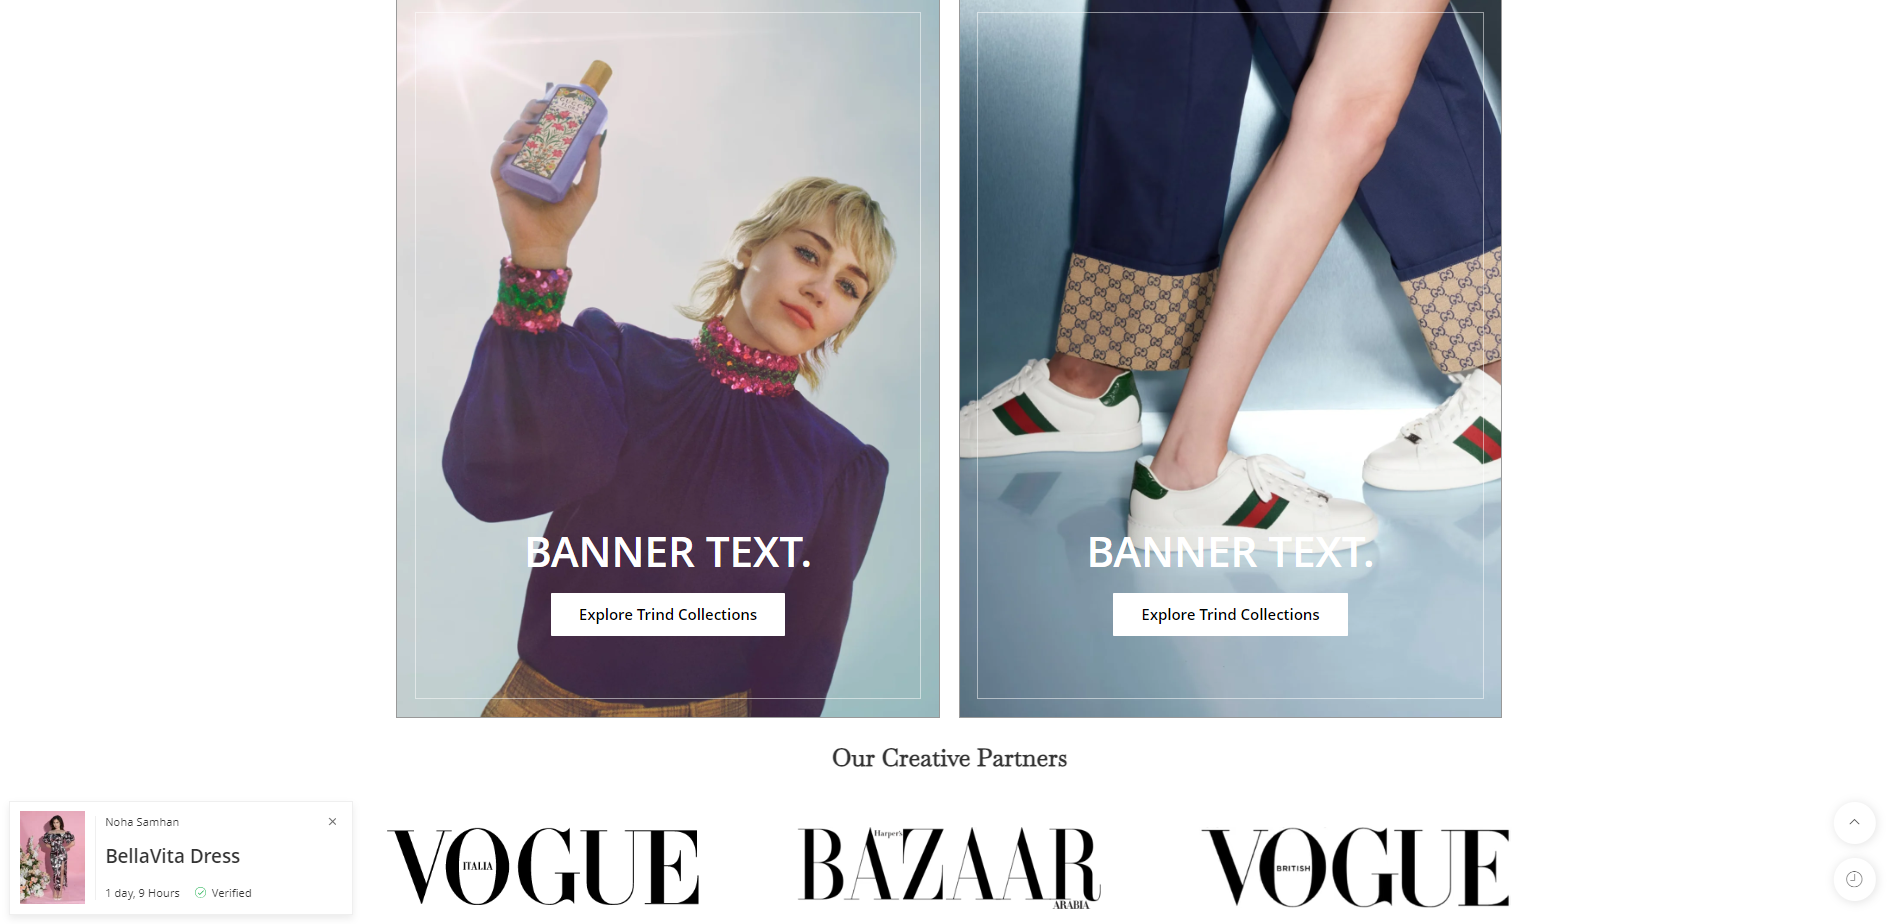 BANNER TEXT.
Explore Trind Collections
BANNER TEXT.
Explore Trind Collections
Our Creative Partners
Noha Samhan
BellaVita Dress
1 day, 9 Hours
Verified
VOGUE
ITALIA
Harper's
BAZAAR
ARABIA
VOGUE
BRITISH